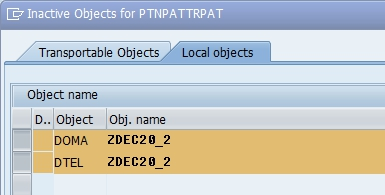 Inactive Objects for PTNPATTRPAT
Transportable Objects Local objects
Object name
D.. Object Obj. name
DOMA ZDEC20_2
DTEL ZDEC20_2